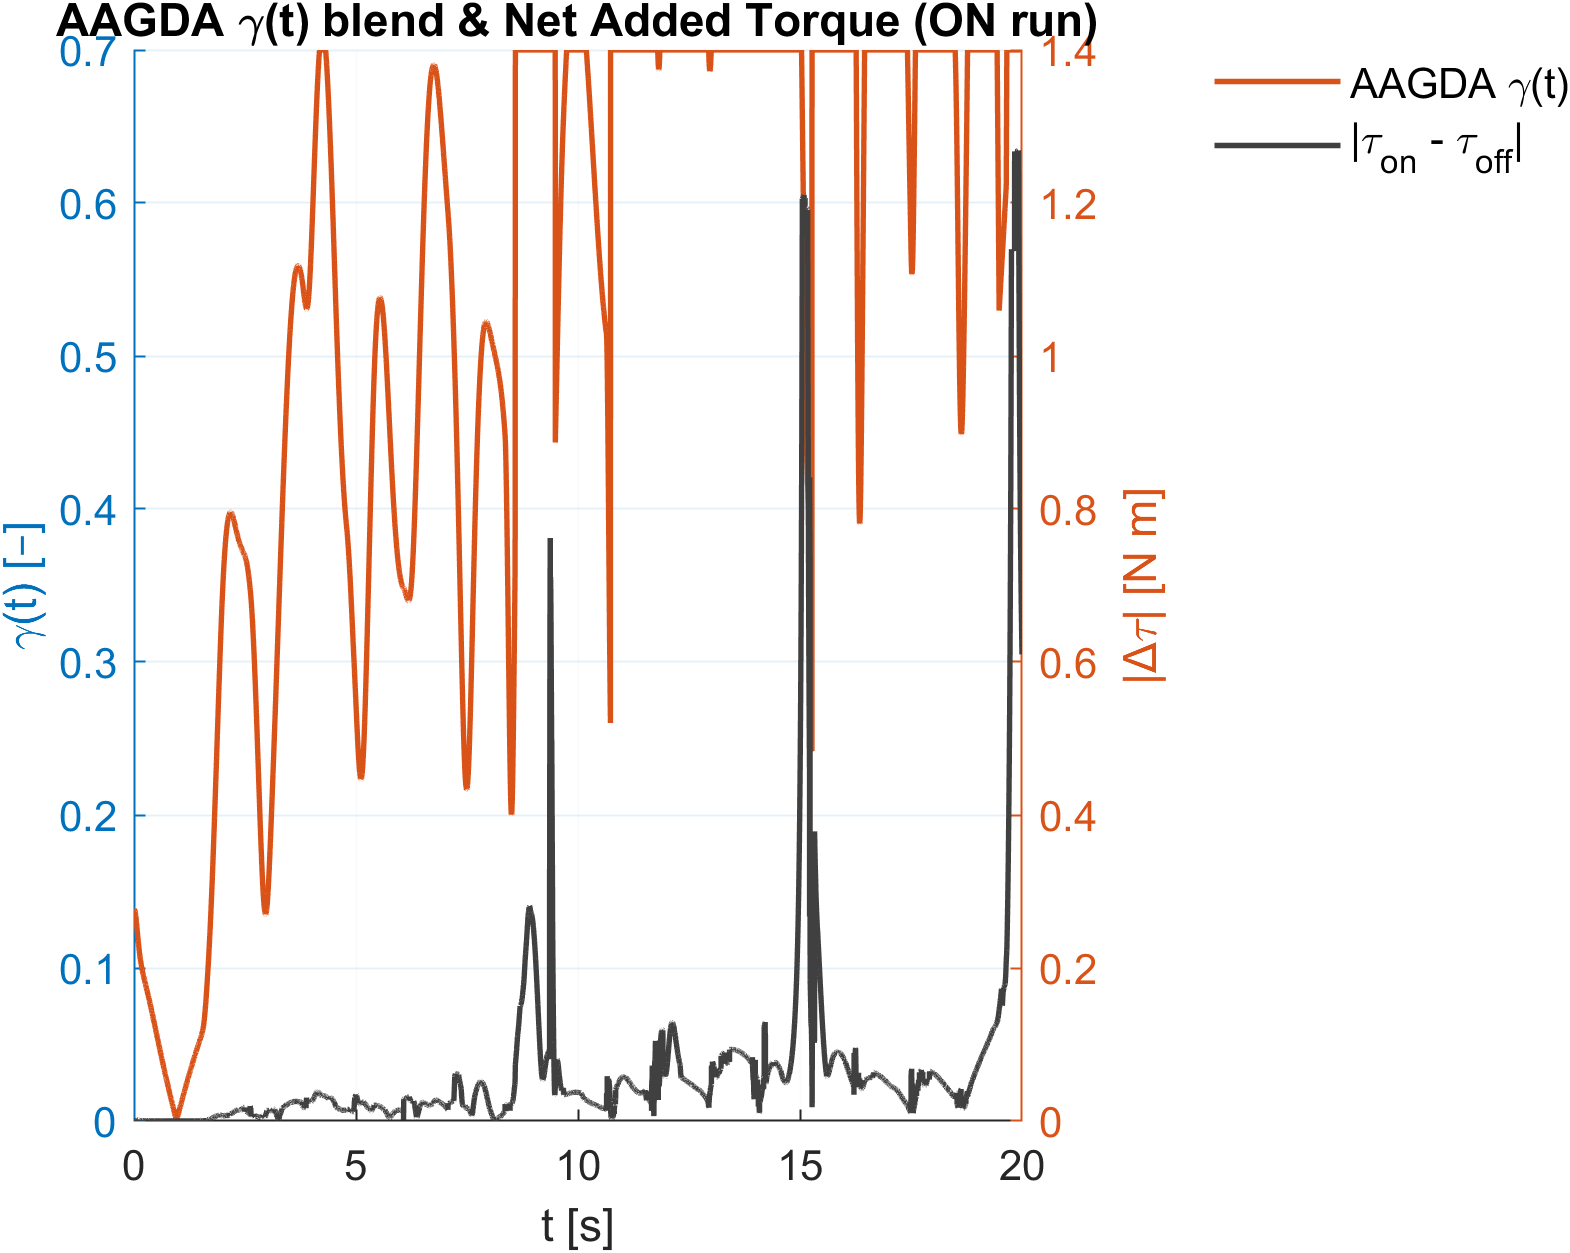 AAGDA γ(t) blend & Net Added Torque (ON run)
AAGDA γ(t)
|τon - τoff|
0.7
0.6
0.5
0.4
0.3
0.2
0.1
0
γ(t) [−]
1.4
1.2
1
0.8
0.6
0.4
0.2
0
|Δτ| [N m]
0 5 10 15 20
t [s]